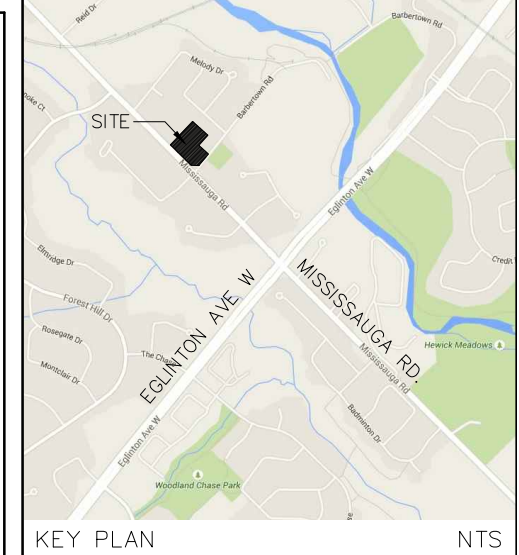 Reid Dr
Barbertown Rd
Melody Dr
Barbertown Rd
SITE
Mississauga Rd
Eglinton Ave W
Elmridge Dr
Forest Hill Dr
EGLINTON AVE W
MISSISSAUGA RD.
Credit
Rosegate Dr
Hewick Meadows
The Chase
Mississauga Rd
Montclair Dr
Badminton Dr
Eglinton Ave W
Woodland Chase Park
KEY PLAN
NTS